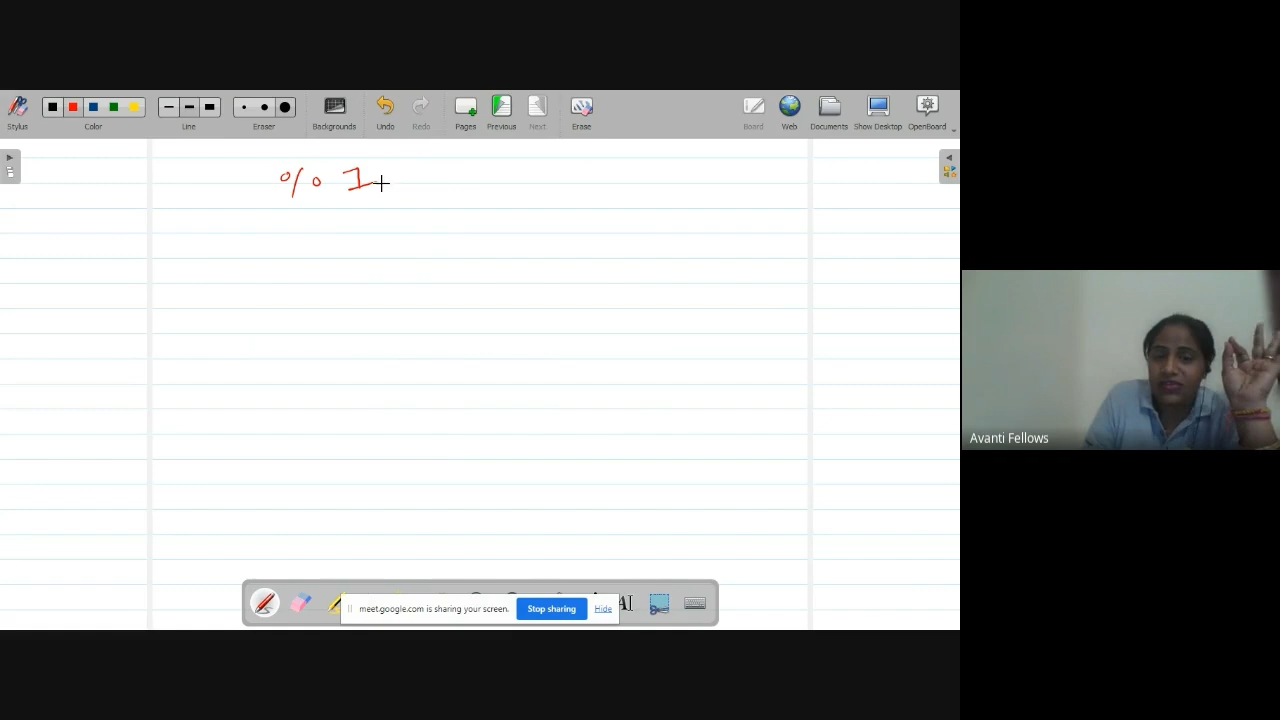 Stylus Color Line Eraser Backgrounds Undo Redo Pages Previous Next Erase Board Web Documents Show Desktop OpenBoard
% I
Avanti Fellows
meet.google.com is sharing your screen. Stop sharing Hide